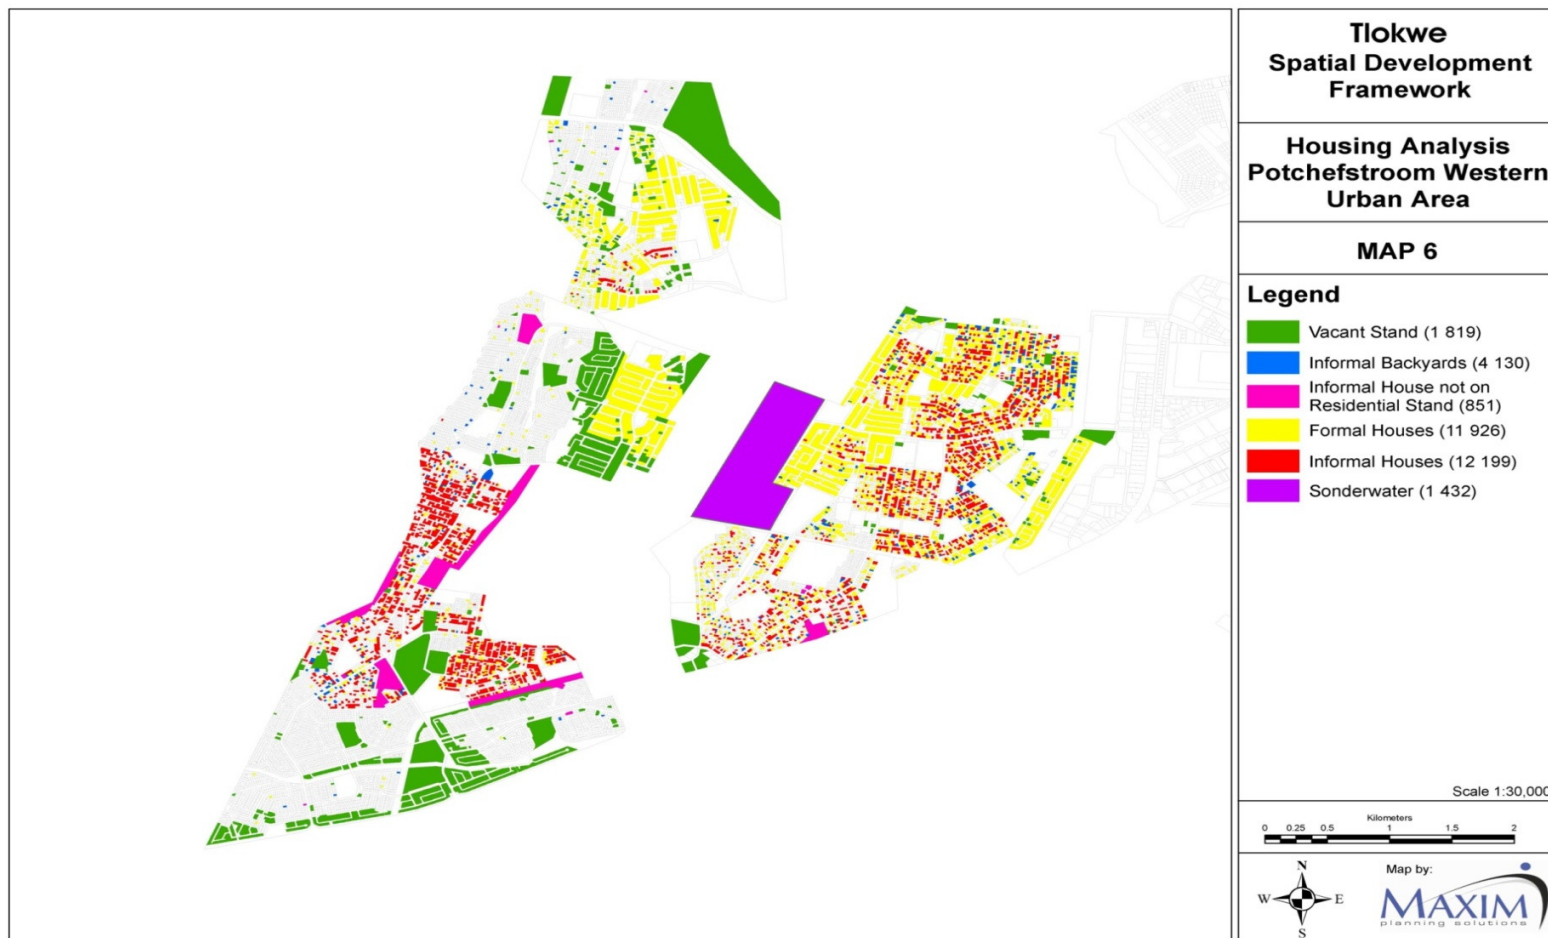 Tlokwe
Spatial Development
Framework
Housing Analysis
Potchefstroom Western
Urban Area
MAP 6
Legend
Vacant Stand (1 819)
Informal Backyards (4 130)
Informal House not on
Residential Stand (851)
Formal Houses (11 926)
Informal Houses (12 199)
Sonderwater (1 432)
Scale 1:30,000
Kilometers
0 0.25 0.5 1 1.5 2
N
W E
S
Map by:
MAXIM
planning solutions